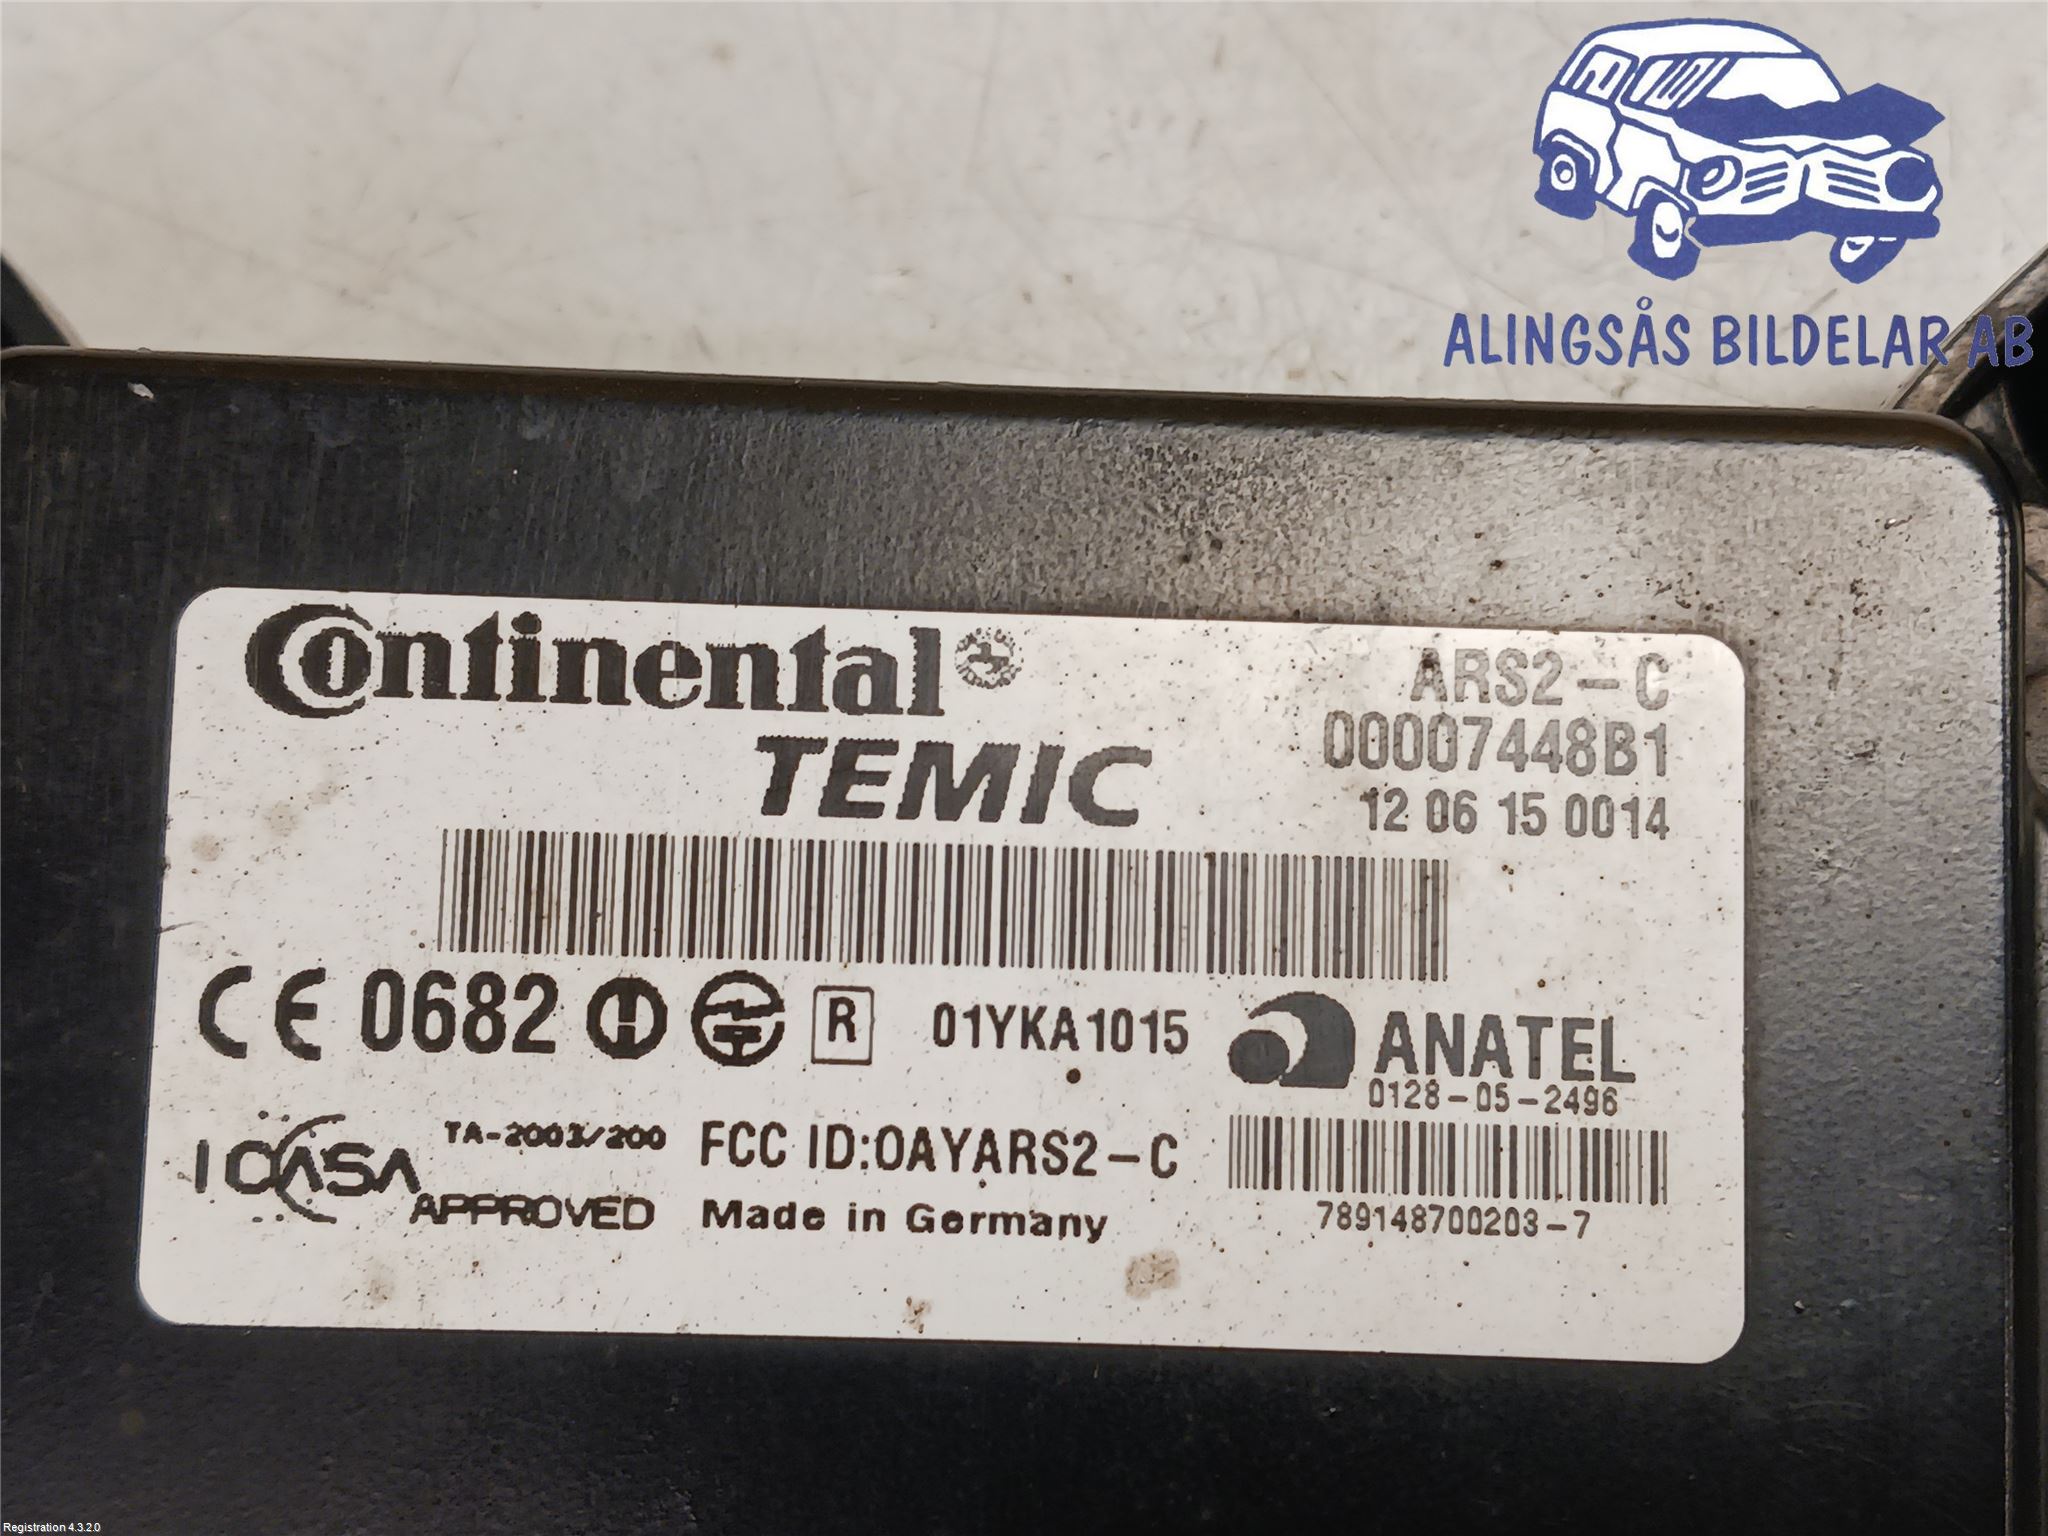 ALINGSÅS BILDELAR AB
Continental
ARS2-C
TEMIC
00007448B1
12 06 15 0014
CE 0682
R
01YKA1015
ANATEL
0128-05-2496
ICASA
TA-2003/200
APPROVED
FCC ID:OAYARS2-C
Made in Germany
789148700203-7
Registration 4.3.2.0